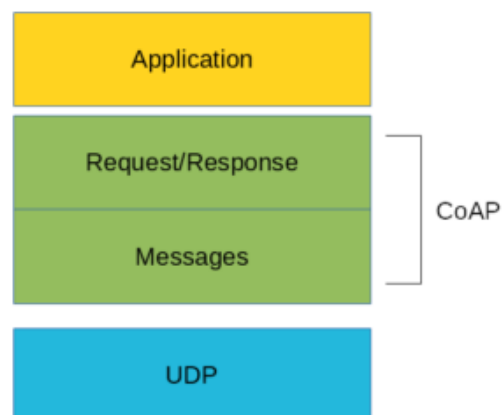 Application
Request/Response
CoAP
Messages
UDP